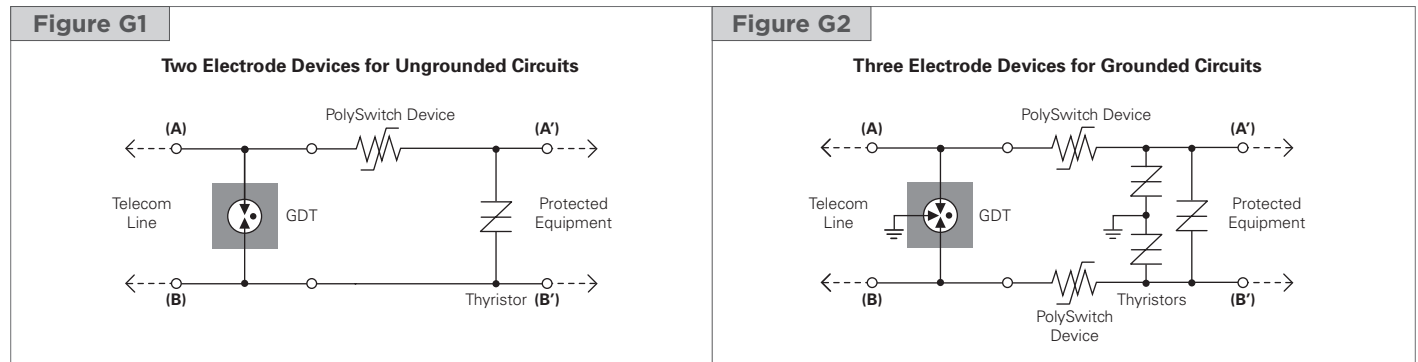 Figure G1
Two Electrode Devices for Ungrounded Circuits
PolySwitch Device
(A)
(A')
Telecom
Line
GDT
Protected
Equipment
(B)
Thyristor
(B')
Figure G2
Three Electrode Devices for Grounded Circuits
PolySwitch Device
(A)
(A')
Telecom
Line
GDT
Protected
Equipment
(B)
PolySwitch
Device
Thyristors
(B')